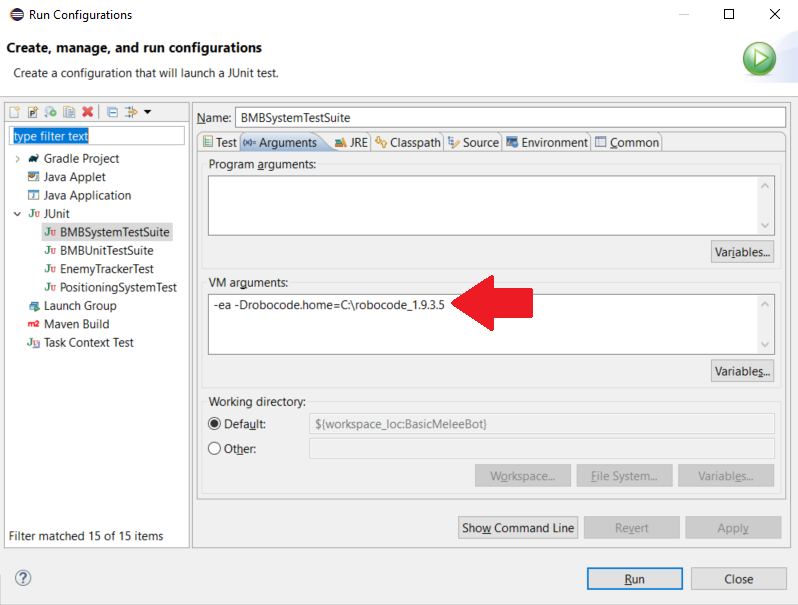 Run Configurations
Create, manage, and run configurations
Create a configuration that will launch a JUnit test.
type filter text
Gradle Project
Java Applet
Java Application
JUnit
BMBSystemTestSuite
BMBUnitTestSuite
EnemyTrackerTest
PositioningSystemTest
Launch Group
m2 Maven Build
Task Context Test
Filter matched 15 of 15 items
Name: BMBSystemTestSuite
Test (x)= Arguments JRE Classpath Source Environment Common
Program arguments:
Variables...
VM arguments:
-ea -Drobocode.home=C:\robocode_1.9.3.5
Variables...
Working directory:
Default: ${workspace_loc:BasicMeleeBot}
Other:
Workspace... File System... Variables...
Show Command Line Revert Apply
? Run Close